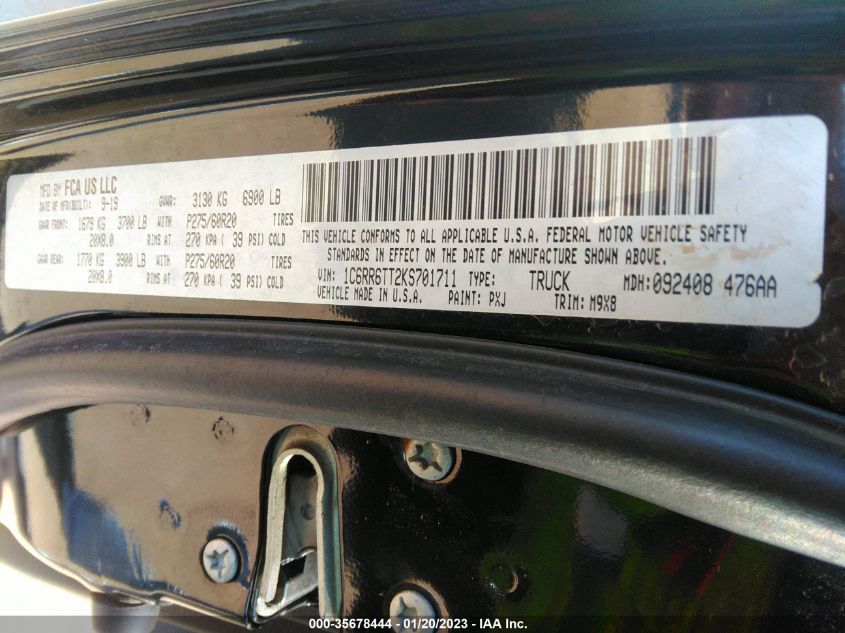 MFD BY FCA US LLC
DATE OF MFR(BUILT): 9-19 GVWR: 3130 KG 6900 LB
GAWR FRONT: 1679 KG 3700 LB WITH P275/60R20 TIRES
20X8.0 RIMS AT 270 KPA ( 39 PSI) COLD
GAWR REAR: 1770 KG 3900 LB WITH P275/60R20 TIRES
20X8.0 RIMS AT 270 KPA ( 39 PSI) COLD
THIS VEHICLE CONFORMS TO ALL APPLICABLE U.S.A. FEDERAL MOTOR VEHICLE SAFETY
STANDARDS IN EFFECT ON THE DATE OF MANUFACTURE SHOWN ABOVE.
VIN: 1C6RR6TT2KS701711 TYPE: TRUCK MDH:092408 476AA
VEHICLE MADE IN U.S.A. PAINT: PXJ TRIM: M9X8
000-35678444 - 01/20/2023 - IAA Inc.